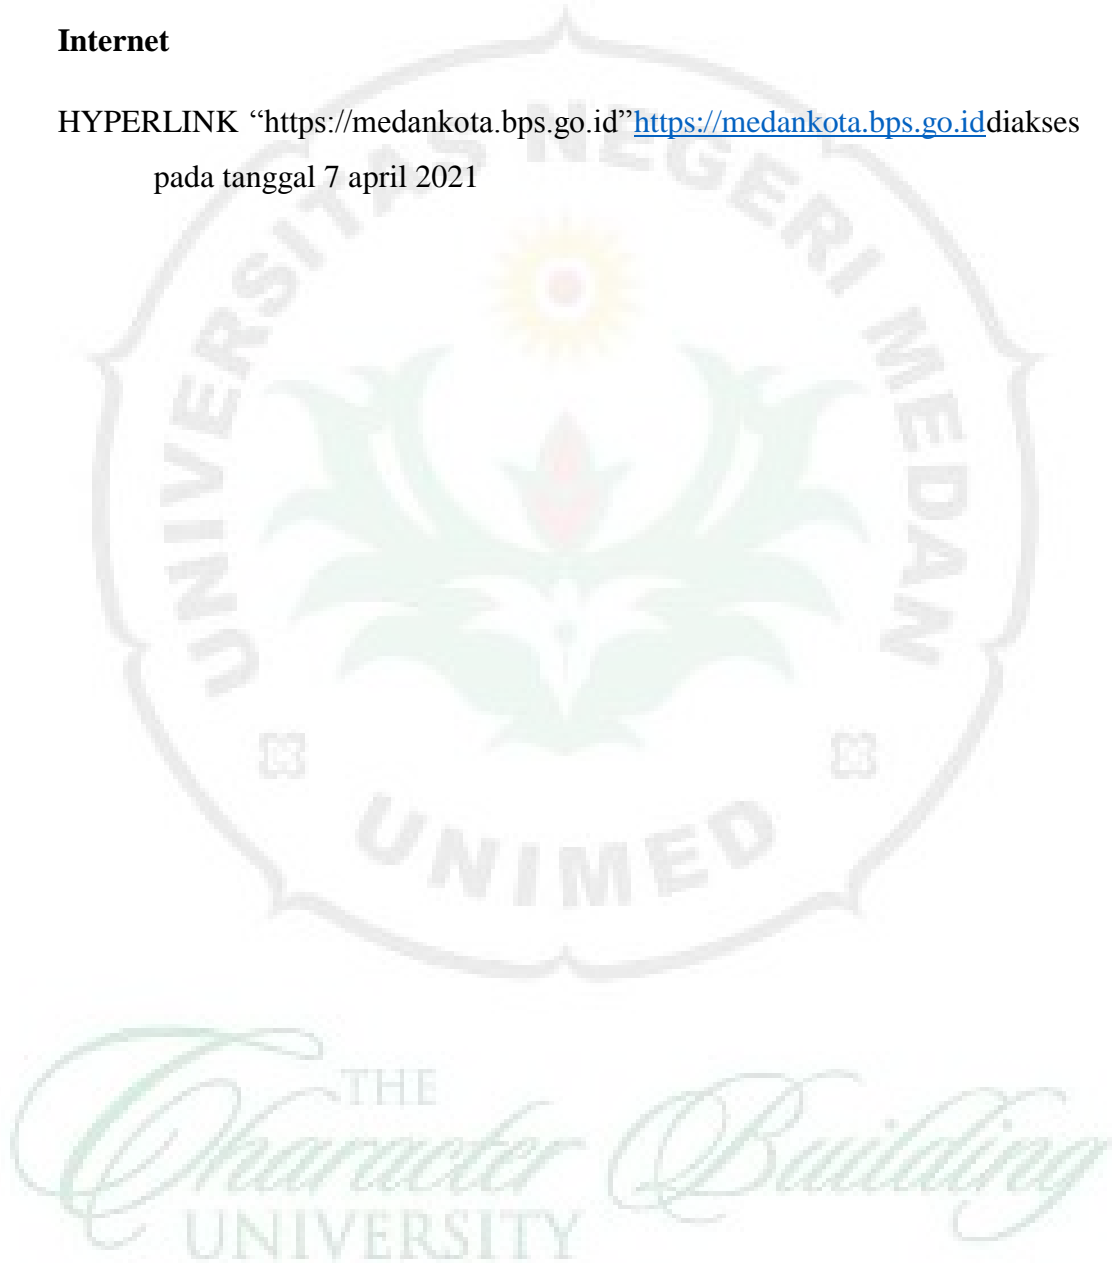 Internet
HYPERLINK “https://medankota.bps.go.id”https://medankota.bps.go.iddiakses
pada tanggal 7 april 2021
UNIVERSITAS NEGERI MEDAN
UNIMED
THE
Character Building
UNIVERSITY